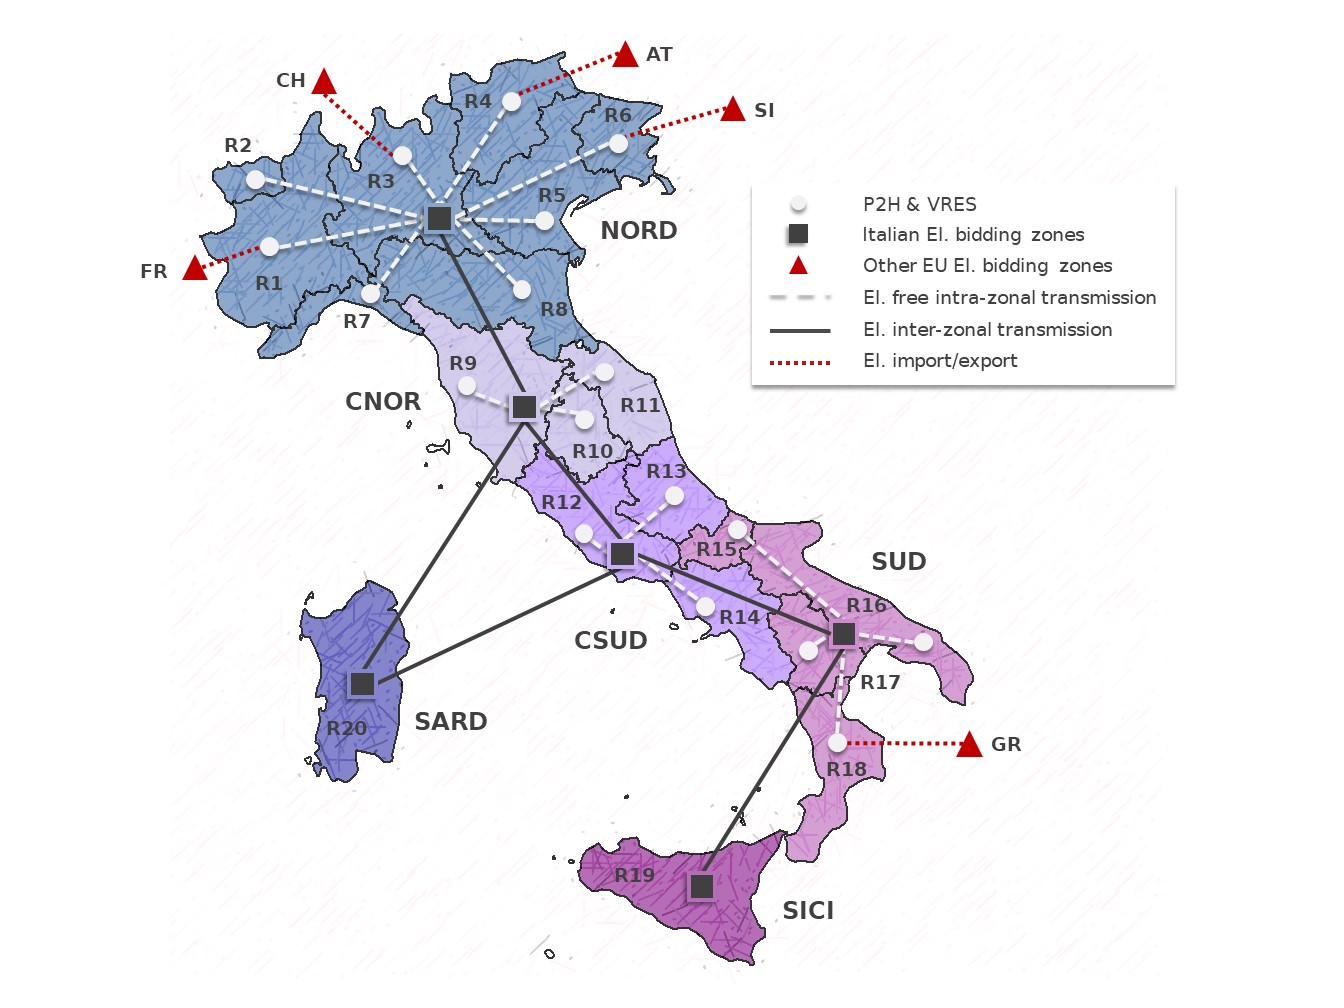 AT
CH
R4
SI
R6
R2
R3
R5
NORD
P2H & VRES
Italian El. bidding zones
Other EU El. bidding zones
El. free intra-zonal transmission
El. inter-zonal transmission
El. import/export
FR
R1
R8
R7
R9
CNOR
R11
R10
R13
R12
R15
SUD
R16
R14
CSUD
R17
SARD
R20
GR
R18
R19
SICI